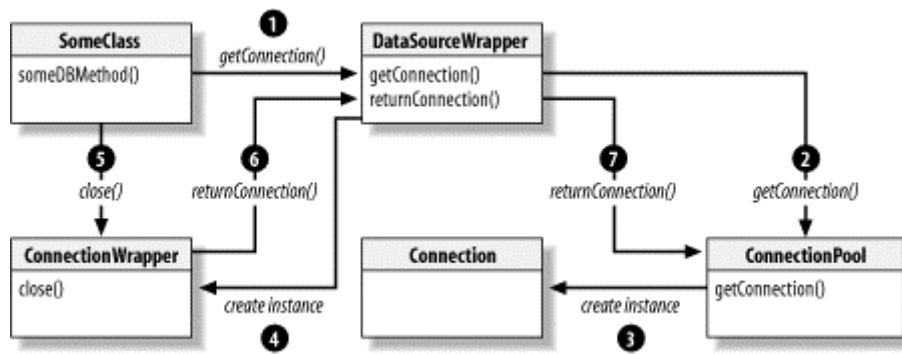 1
SomeClass
someDBMethod()
getConnection()
DataSourceWrapper
getConnection()
returnConnection()
5
close()
6
returnConnection()
7
returnConnection()
2
getConnection()
ConnectionWrapper
close()
create instance
4
Connection
create instance
3
ConnectionPool
getConnection()